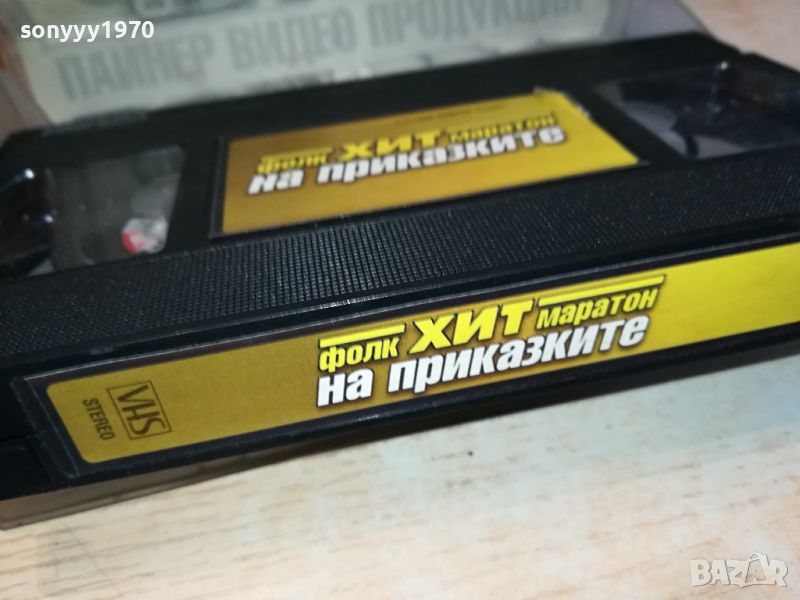 sonyyy1970
ПАЙНЕР ВИДЕО ПРОДУКЦИЯ
фолк ХИТ маратон
на приказките
фолк ХИТ маратон
на приказките
VHS
STEREO
BAZAR